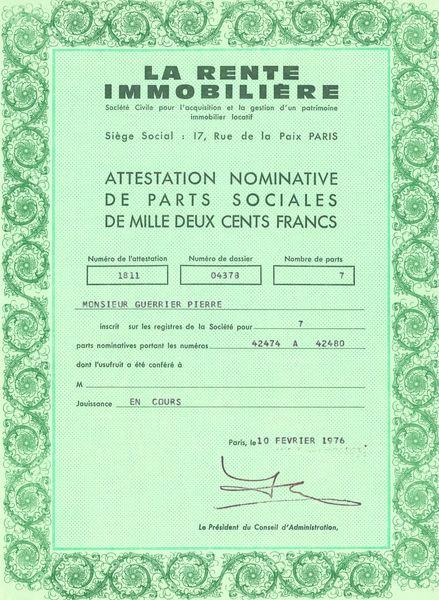 LA RENTE
IMMOBILIÈRE
Société Civile pour l'acquisition et la gestion d'un patrimoine
immobilier locatif
Siège Social : 17, Rue de la Paix PARIS
ATTESTATION NOMINATIVE
DE PARTS SOCIALES
DE MILLE DEUX CENTS FRANCS
Numéro de l'attestation Numéro de dossier Nombre de parts
1811 04378 7
MONSIEUR GUERRIER PIERRE
inscrit sur les registres de la Société pour 7
parts nominatives portant les numéros 42474 A 42480
dont l'usufruit a été conféré à
M
Jouissance EN COURS
Paris, le 10 FEVRIER 1976
Le Président du Conseil d'Administration,